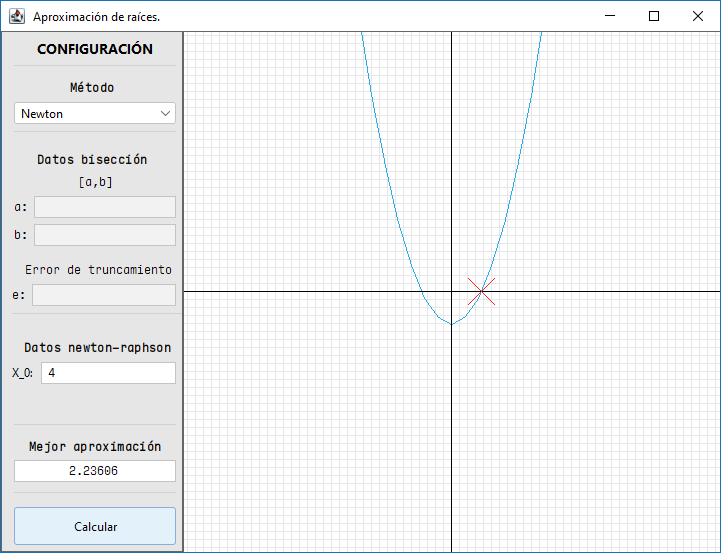 Aproximación de raíces.
CONFIGURACIÓN
Método
Newton
Datos bisección
[a,b]
a:
b:
Error de truncamiento
e:
Datos newton-raphson
X_0: 4
Mejor aproximación
2.23606
Calcular